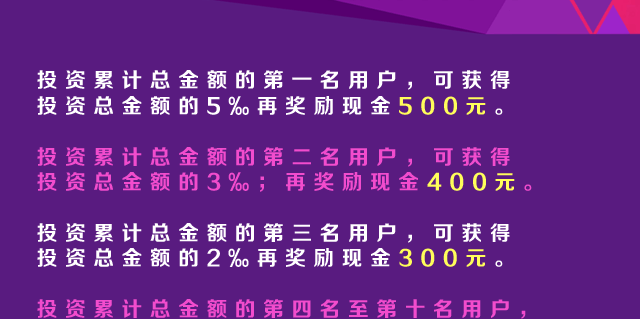 投资累计总金额的第一名用户，可获得
投资总金额的5‰再奖励现金500元。
投资累计总金额的第二名用户，可获得
投资总金额的3‰；再奖励现金400元。
投资累计总金额的第三名用户，可获得
投资总金额的2‰再奖励现金300元。
投资累计总金额的第四名至第十名用户，